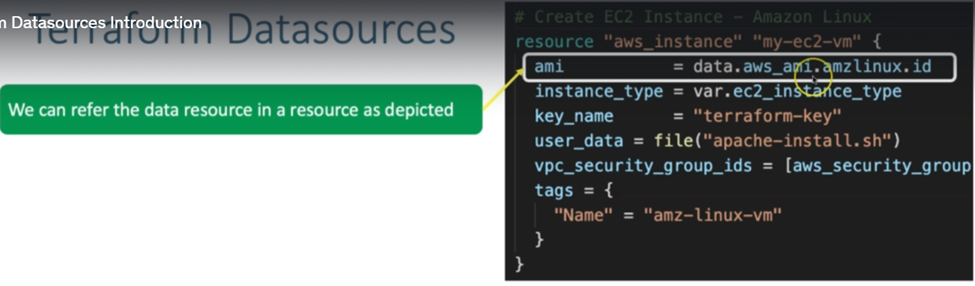 m Datasources Introduction
Terraform Datasources
We can refer the data resource in a resource as depicted
# Create EC2 Instance - Amazon Linux
resource "aws_instance" "my-ec2-vm" {
ami = data.aws_ami.amzlinux.id
instance_type = var.ec2_instance_type
key_name = "terraform-key"
user_data = file("apache-install.sh")
vpc_security_group_ids = [aws_security_group
tags = {
"Name" = "amz-linux-vm"
}
}